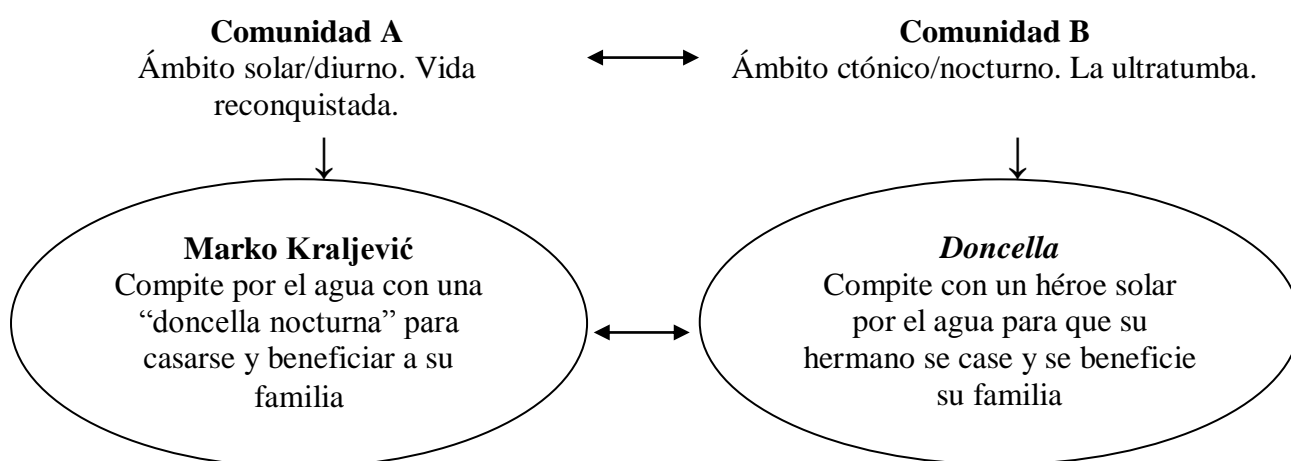 Comunidad A
Ámbito solar/diurno. Vida
reconquistada.
Comunidad B
Ámbito ctónico/nocturno. La ultratumba.
Marko Kraljević
Compite por el agua con una
“doncella nocturna” para
casarse y beneficiar a su
familia
Doncella
Compite con un héroe solar
por el agua para que su
hermano se case y se beneficie
su familia